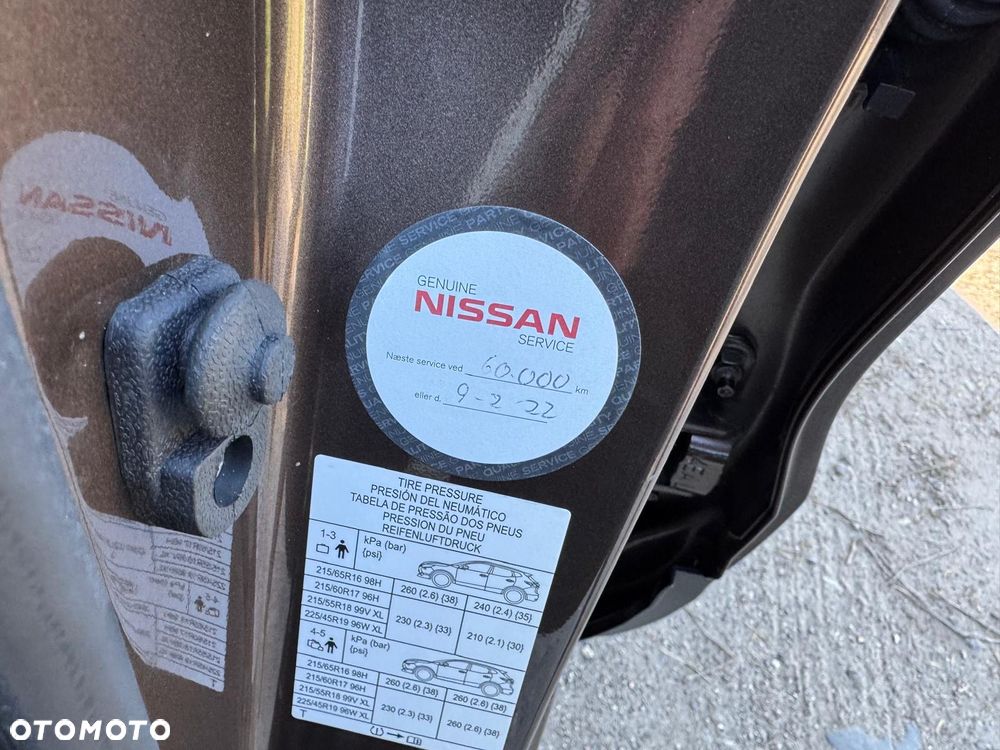 GENUINE
NISSAN
SERVICE
Næste service ved 60.000 km
eller d. 9-2-22
TIRE PRESSURE
PRESIÓN DEL NEUMÁTICO
TABELA DE PRESSÃO DOS PNEUS
PRESSION DU PNEU
REIFENLUFTDRUCK
1-3 kPa (bar) {psi}
215/65R16 98H 260 (2.6) {38} 240 (2.4) {35}
215/60R17 96H
215/55R18 99V XL 230 (2.3) {33} 210 (2.1) {30}
225/45R19 96W XL
4-5 kPa (bar) {psi}
215/65R16 98H 260 (2.6) {38} 260 (2.6) {38}
215/60R17 96H
215/55R18 99V XL 230 (2.3) {33} 260 (2.6) {38}
225/45R19 96W XL
T
OTOMOTO